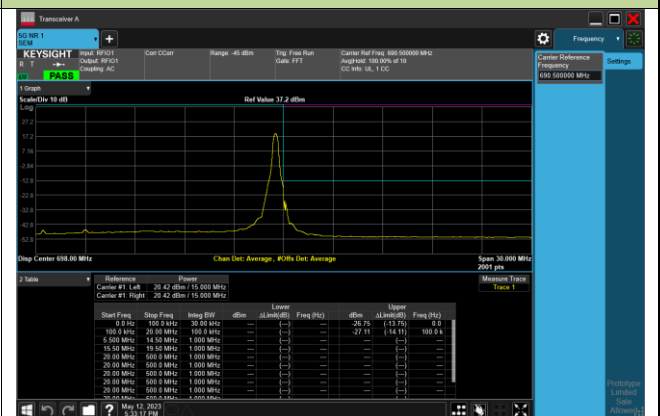 Transceiver A
5G NR 1
SEM
Frequency
KEYSIGHT Input: RFIO1 Corr CCorr Range: -45 dBm Trig: Free Run Carrier Ref Freq: 690.500000 MHz
R T Output: RFIO1 Gate: FFT Avg|Hold: 100.00% of 10
Coupling: AC CC Info: UL, 1 CC
PASS
Carrier Reference Frequency
690.500000 MHz
Settings
1 Graph
Scale/Div 10 dB Ref Value 37.2 dBm
Log
27.2
17.2
7.16
-2.84
-12.8
-22.8
-32.8
-42.8
-52.8
Disp Center 698.00 MHz Chan Det: Average , #Offs Det: Average Span 30.000 MHz
2001 pts
2 Table
Reference Power Measure Trace
Carrier #1: Left 20.42 dBm / 15.000 MHz Trace 1
Carrier #1: Right 20.42 dBm / 15.000 MHz
Lower Upper
Start Freq Stop Freq Integ BW dBm ΔLimit(dB) Freq (Hz) dBm ΔLimit(dB) Freq (Hz)
0.0 Hz 100.0 kHz 30.00 kHz --- (---) --- -26.75 (-13.75) 0.0
100.0 kHz 20.00 MHz 100.0 kHz --- (---) --- -27.11 (-14.11) 100.0 k
5.500 MHz 14.50 MHz 1.000 MHz --- (---) --- --- (---) ---
15.50 MHz 19.50 MHz 1.000 MHz --- (---) --- --- (---) ---
20.00 MHz 500.0 MHz 1.000 MHz --- (---) --- --- (---) ---
20.00 MHz 500.0 MHz 1.000 MHz --- (---) --- --- (---) ---
20.00 MHz 500.0 MHz 1.000 MHz --- (---) --- --- (---) ---
20.00 MHz 500.0 MHz 1.000 MHz --- (---) --- --- (---) ---
20.00 MHz 500.0 MHz 1.000 MHz --- (---) --- --- (---) ---
May 12, 2023
5:33:17 PM
Prototype
Limited
Sale
Allowed